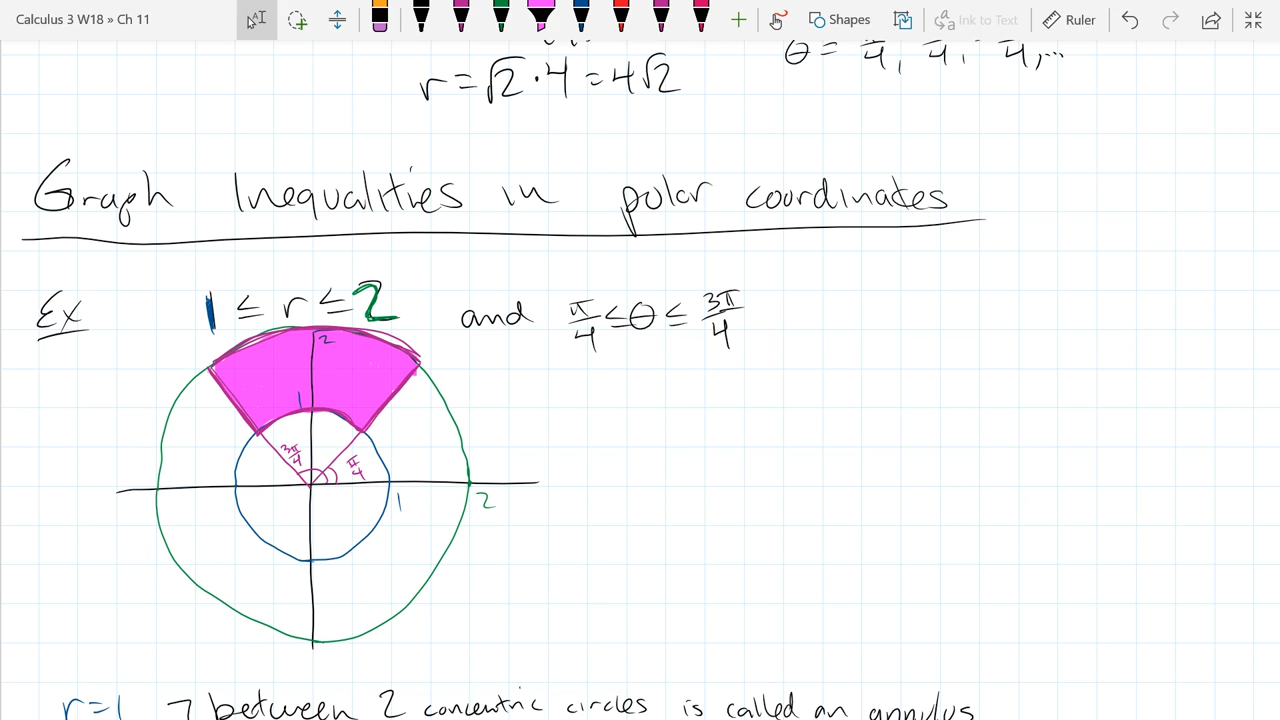 Calculus 3 W18 » Ch 11
Shapes
Ink to Text
Ruler
r = √2 · 4 = 4√2
Graph Inequalities in polar coordinates
Ex 1 ≤ r ≤ 2 and π/4 ≤ θ ≤ 3π/4
2
1
3π/4 π/4
1 2
r=1 7 between 2 concentric circles is called an annulus